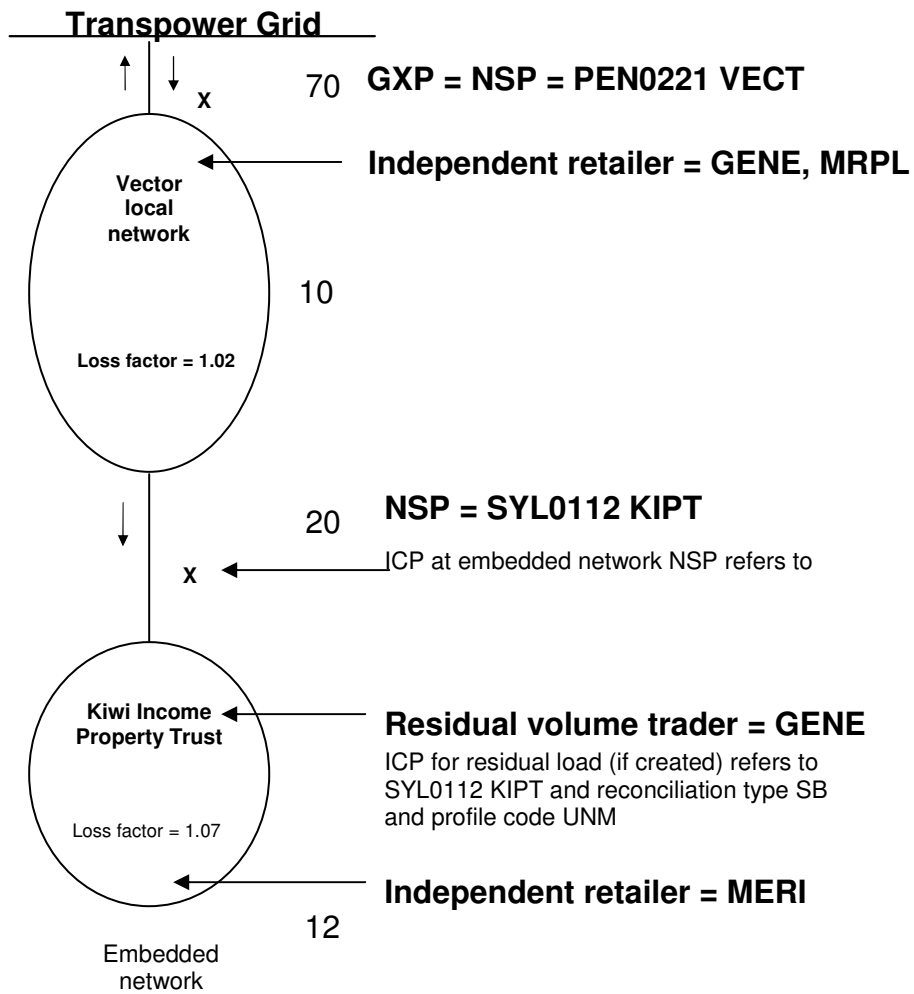 Transpower Grid
X
70
GXP = NSP = PEN0221 VECT
Independent retailer = GENE, MRPL
Vector
local
network
10
Loss factor = 1.02
20
NSP = SYL0112 KIPT
ICP at embedded network NSP refers to
X
Kiwi Income
Property Trust
Residual volume trader = GENE
ICP for residual load (if created) refers to
SYL0112 KIPT and reconciliation type SB
and profile code UNM
Loss factor = 1.07
Independent retailer = MERI
12
Embedded
network